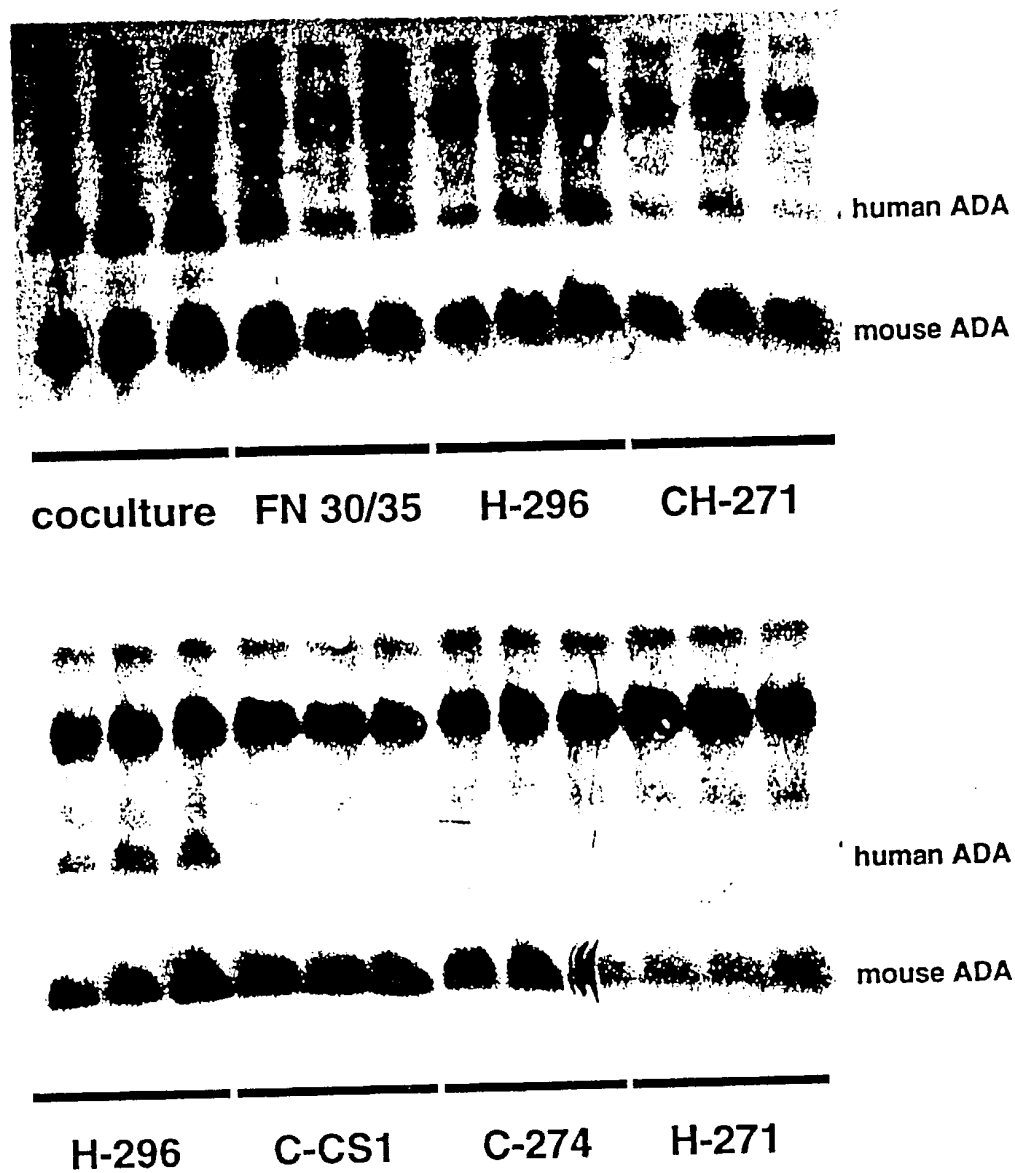 human ADA
mouse ADA
coculture FN 30/35 H-296 CH-271
human ADA
mouse ADA
H-296 C-CS1 C-274 H-271